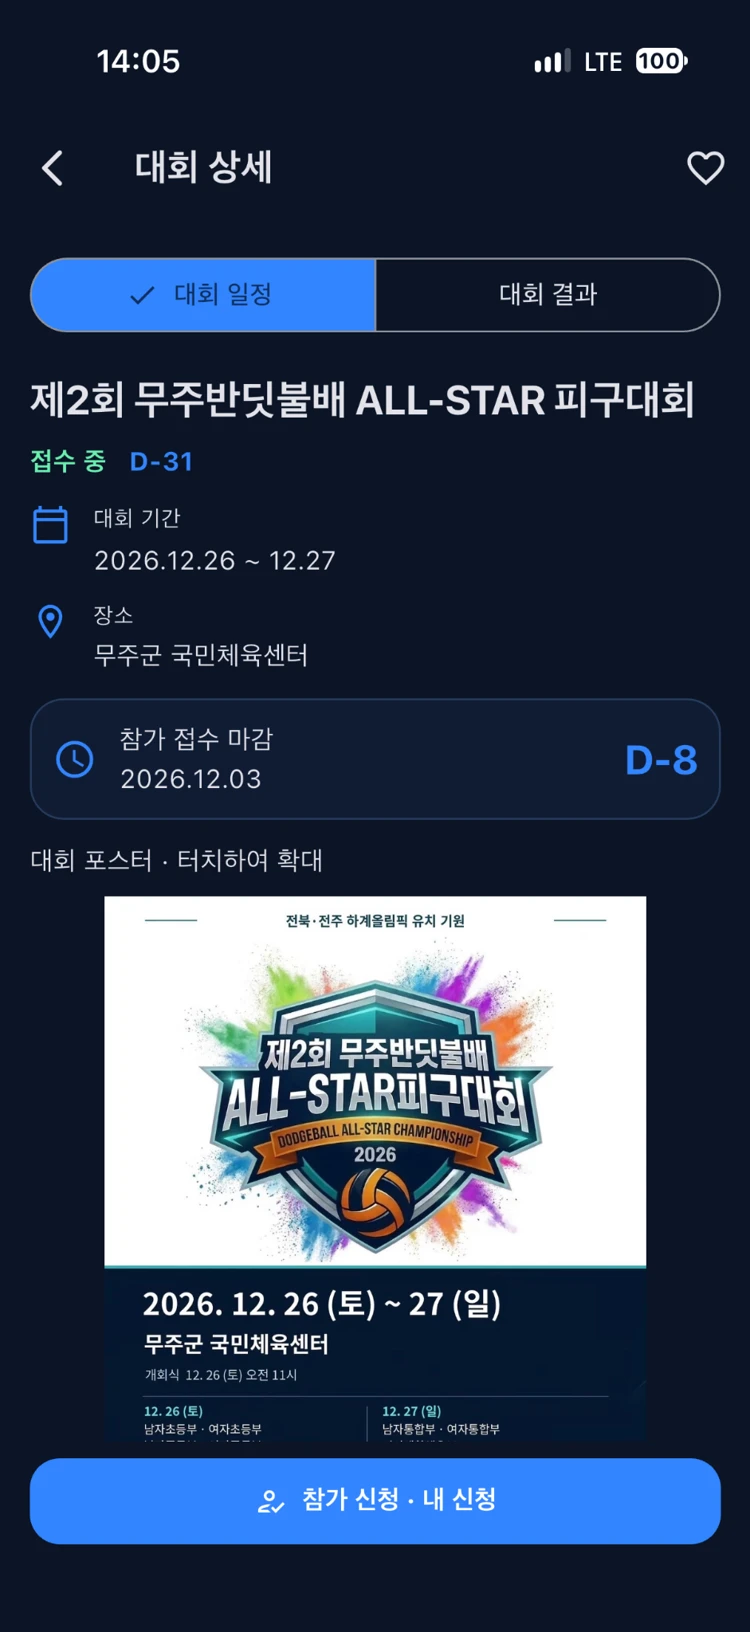 14:05
LTE 100
대회 상세
대회 일정
대회 결과
제2회 무주반딧불배 ALL-STAR 피구대회
접수 중 D-31
대회 기간
2026.12.26 ~ 12.27
장소
무주군 국민체육센터
참가 접수 마감
2026.12.03
D-8
대회 포스터 · 터치하여 확대
전북·전주 하계올림픽 유치 기원
제2회 무주반딧불배
ALL-STAR피구대회
DODGEBALL ALL-STAR CHAMPIONSHIP
2026
2026. 12. 26 (토) ~ 27 (일)
무주군 국민체육센터
개회식 12. 26 (토) 오전 11시
12. 26 (토)
남자초등부 · 여자초등부
12. 27 (일)
남자통합부 · 여자통합부
참가 신청 · 내 신청